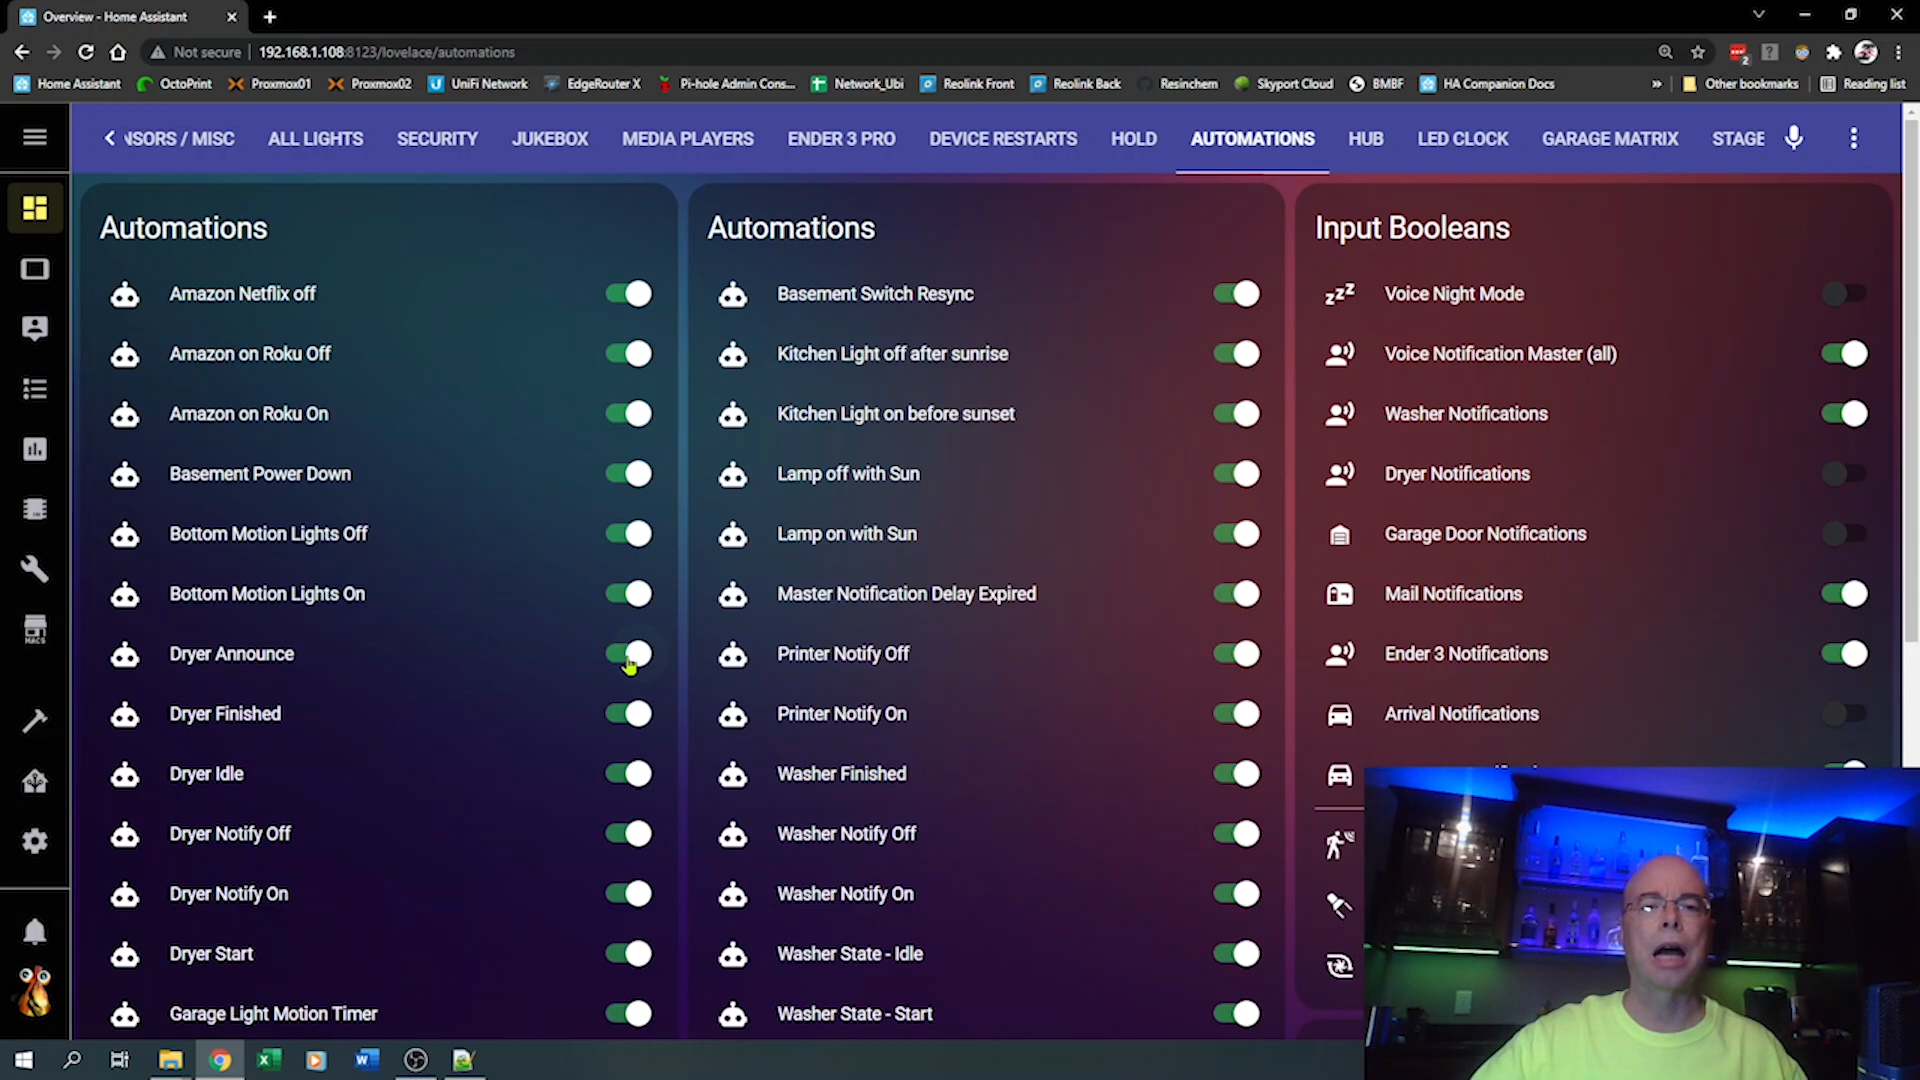 Overview - Home Assistant
Not secure
192.168.1.108:8123/lovelace/automations
2
Home Assistant
OctoPrint
Proxmox01
Proxmox02
UniFi Network
EdgeRouter X
Pi-hole Admin Cons...
Network_Ubi
Reolink Front
Reolink Back
Resinchem
Skyport Cloud
BMBF
HA Companion Docs
Other bookmarks
Reading list
NSORS / MISC
ALL LIGHTS
SECURITY
JUKEBOX
MEDIA PLAYERS
ENDER 3 PRO
DEVICE RESTARTS
HOLD
AUTOMATIONS
HUB
LED CLOCK
GARAGE MATRIX
STAGE
HACS
Automations
Amazon Netflix off
Amazon on Roku Off
Amazon on Roku On
Basement Power Down
Bottom Motion Lights Off
Bottom Motion Lights On
Dryer Announce
Dryer Finished
Dryer Idle
Dryer Notify Off
Dryer Notify On
Dryer Start
Garage Light Motion Timer
Automations
Basement Switch Resync
Kitchen Light off after sunrise
Kitchen Light on before sunset
Lamp off with Sun
Lamp on with Sun
Master Notification Delay Expired
Printer Notify Off
Printer Notify On
Washer Finished
Washer Notify Off
Washer Notify On
Washer State - Idle
Washer State - Start
Input Booleans
Voice Night Mode
Voice Notification Master (all)
Washer Notifications
Dryer Notifications
Garage Door Notifications
Mail Notifications
Ender 3 Notifications
Arrival Notifications